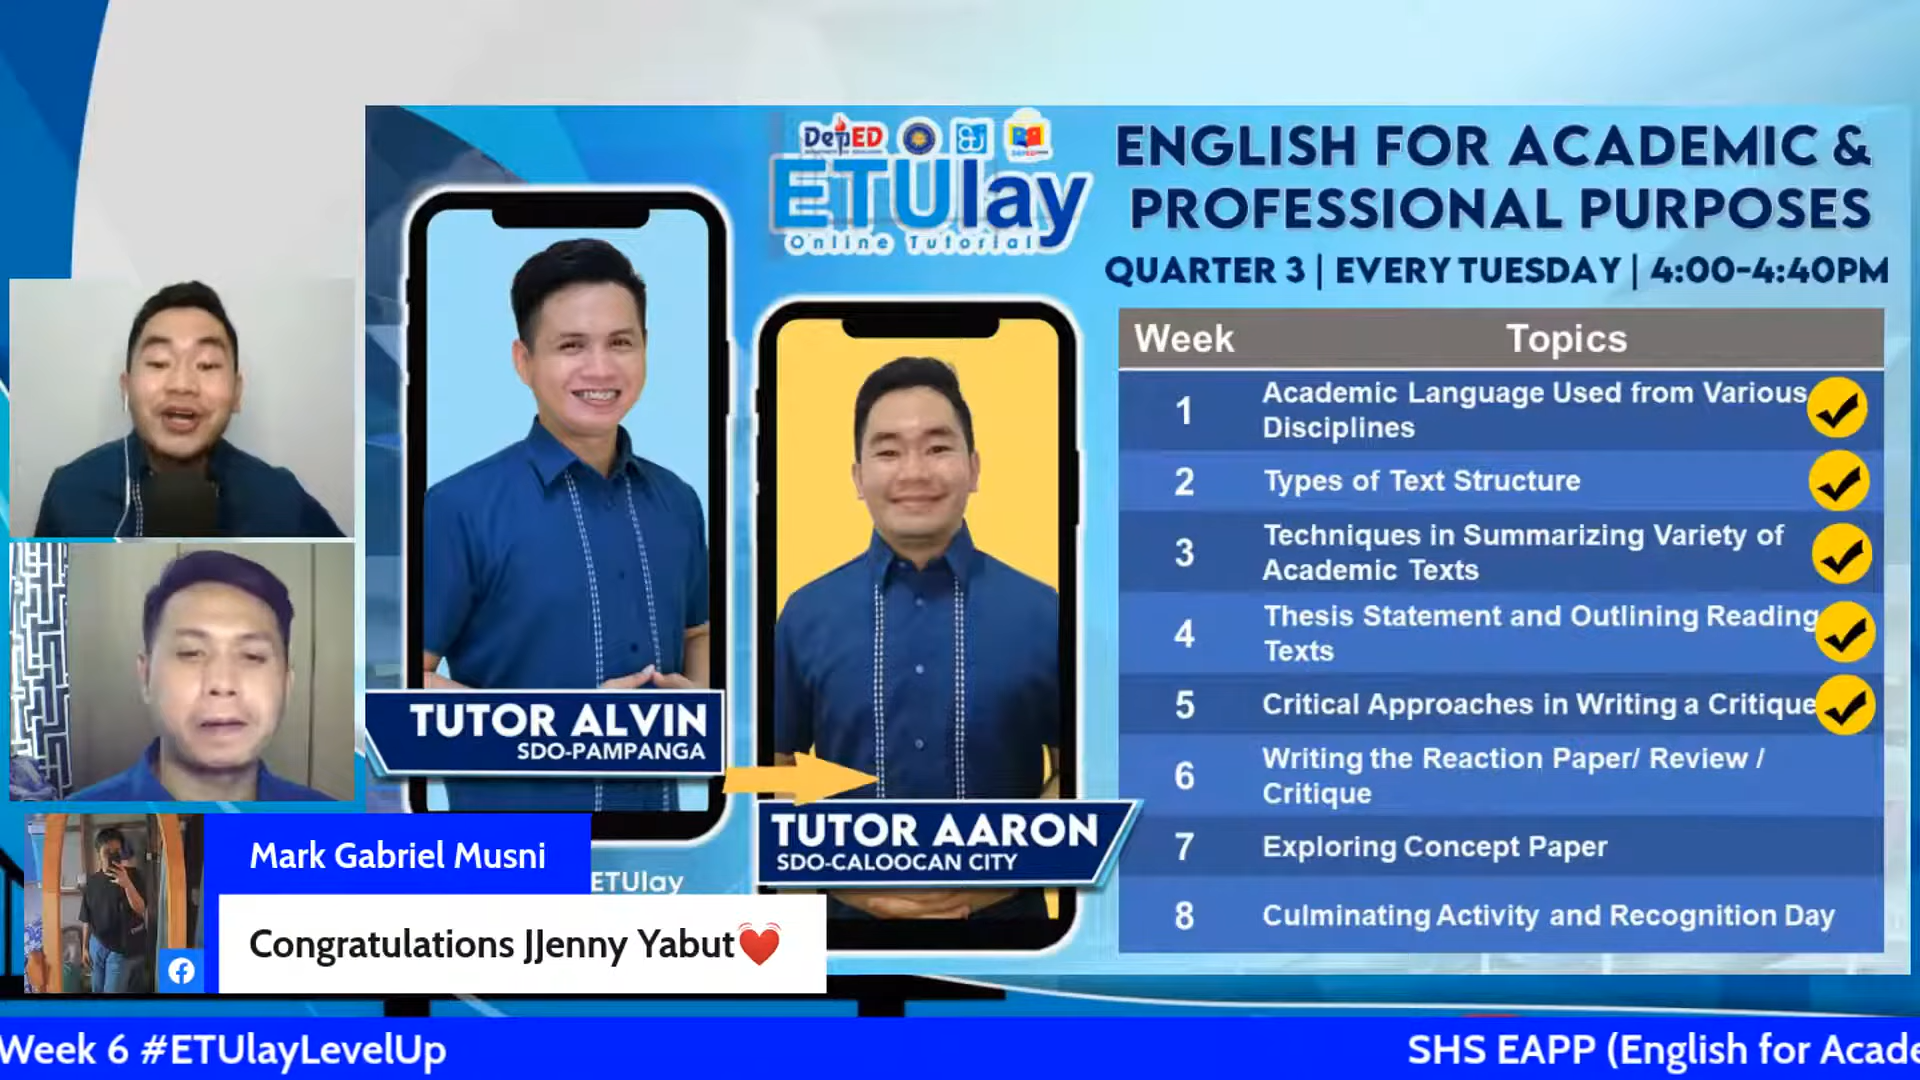 DepED
ETUlay
Online Tutorial
ENGLISH FOR ACADEMIC &
PROFESSIONAL PURPOSES
QUARTER 3 | EVERY TUESDAY | 4:00-4:40PM
Week Topics
1 Academic Language Used from Various
Disciplines
2 Types of Text Structure
3 Techniques in Summarizing Variety of
Academic Texts
4 Thesis Statement and Outlining Reading
Texts
5 Critical Approaches in Writing a Critique
6 Writing the Reaction Paper/ Review /
Critique
7 Exploring Concept Paper
8 Culminating Activity and Recognition Day
TUTOR ALVIN
SDO-PAMPANGA
TUTOR AARON
SDO-CALOOCAN CITY
ETUlay
Mark Gabriel Musni
Congratulations JJenny Yabut
Week 6 #ETUlayLevelUp
SHS EAPP (English for Acade